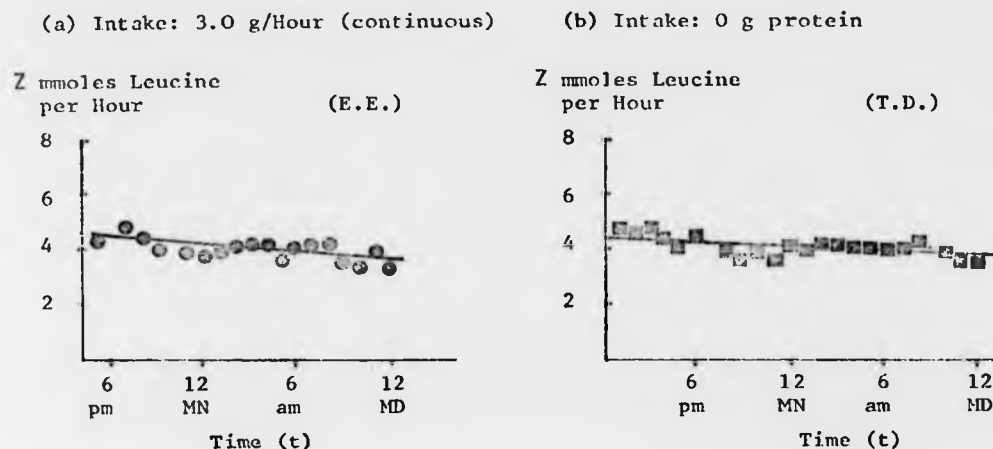 (a) Intake: 3.0 g/Hour (continuous)
Z mmoles Leucine
per Hour
(E.E.)
8
6
4
2
6 12 6 12
pm MN am MD
Time (t)
(b) Intake: 0 g protein
Z mmoles Leucine
per Hour
(T.D.)
8
6
4
2
6 12 6 12
pm MN am MD
Time (t)